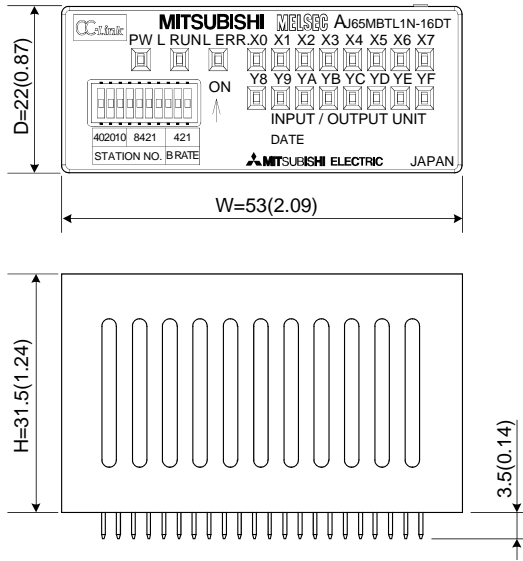 CC-Link MITSUBISHI MELSEC AJ65MBTL1N-16DT
PW L RUN L ERR. X0 X1 X2 X3 X4 X5 X6 X7
Y8 Y9 YA YB YC YD YE YF
ON
INPUT / OUTPUT UNIT
402010 8421 421
DATE
STATION NO. B RATE
MITSUBISHI ELECTRIC JAPAN
D=22(0.87)
W=53(2.09)
H=31.5(1.24)
3.5(0.14)